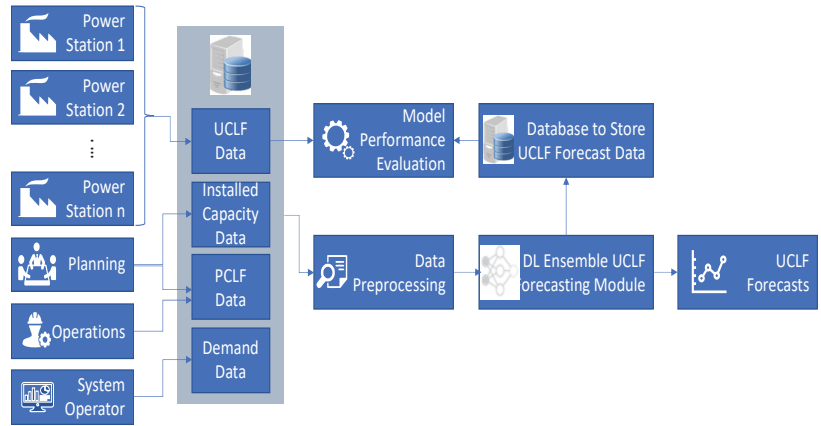 Power
Station 1
Power
Station 2
...
Power
Station n
Planning
Operations
System
Operator
UCLF
Data
Installed
Capacity
Data
PCLF
Data
Demand
Data
Model
Performance
Evaluation
Data
Preprocessing
Database to Store
UCLF Forecast Data
DL Ensemble UCLF
Forecasting Module
UCLF
Forecasts